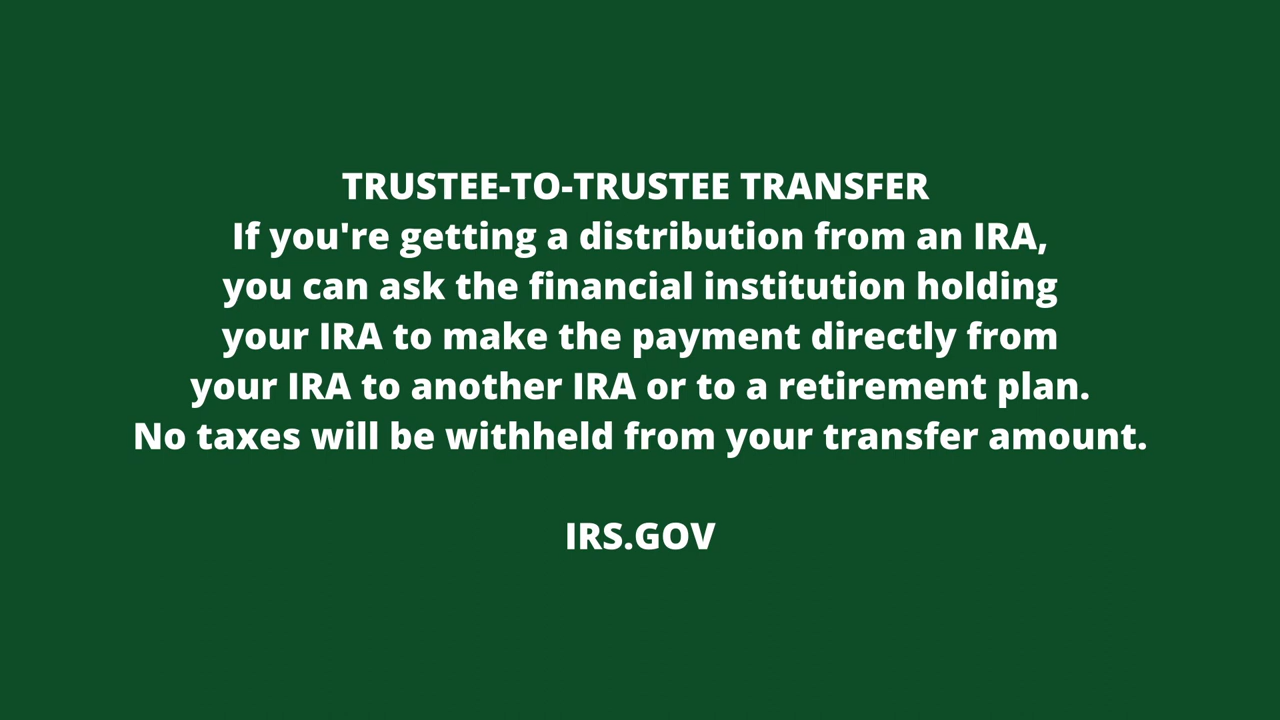 TRUSTEE-TO-TRUSTEE TRANSFER
If you're getting a distribution from an IRA,
you can ask the financial institution holding
your IRA to make the payment directly from
your IRA to another IRA or to a retirement plan.
No taxes will be withheld from your transfer amount.
IRS.GOV